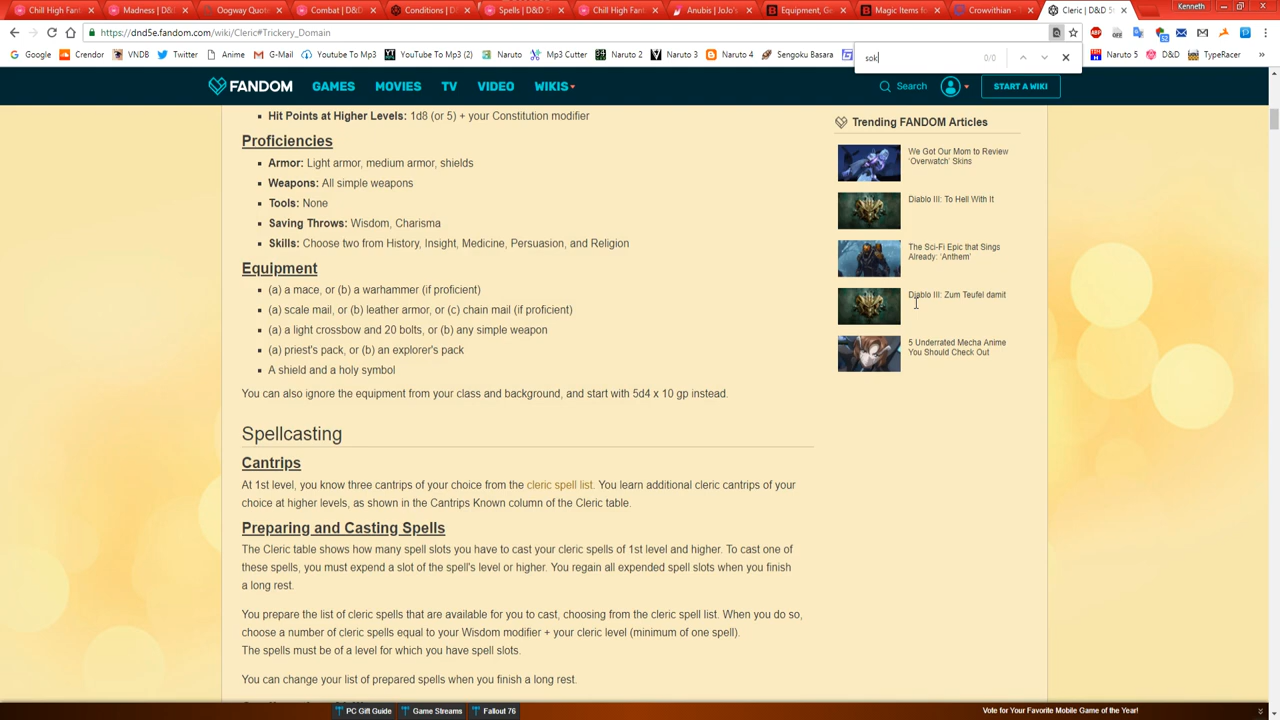 Chill High Fant
Madness | D&
Oogway Quot
Combat | D&D
Conditions | D
Spells | D&D 5
Chill High Fant
Anubis | JoJo's
Equipment, Ge
Magic Items fo
Crowvithian -
Cleric | D&D 5
Kenneth
https://dnd5e.fandom.com/wiki/Cleric#Trickery_Domain
Google
Crendor
VNDB
Twitter
Anime
G-Mail
Youtube To Mp3
YouTube To Mp3 (2)
Naruto
Mp3 Cutter
Naruto 2
Naruto 3
Naruto 4
Sengoku Basara
Naruto 5
D&D
TypeRacer
sok
0/0
FANDOM
GAMES
MOVIES
TV
VIDEO
WIKIS
Search
START A WIKI
Hit Points at Higher Levels: 1d8 (or 5) + your Constitution modifier
Proficiencies
Armor: Light armor, medium armor, shields
Weapons: All simple weapons
Tools: None
Saving Throws: Wisdom, Charisma
Skills: Choose two from History, Insight, Medicine, Persuasion, and Religion
Equipment
(a) a mace, or (b) a warhammer (if proficient)
(a) scale mail, or (b) leather armor, or (c) chain mail (if proficient)
(a) a light crossbow and 20 bolts, or (b) any simple weapon
(a) priest's pack, or (b) an explorer's pack
A shield and a holy symbol
You can also ignore the equipment from your class and background, and start with 5d4 x 10 gp instead.
Spellcasting
Cantrips
At 1st level, you know three cantrips of your choice from the cleric spell list. You learn additional cleric cantrips of your
choice at higher levels, as shown in the Cantrips Known column of the Cleric table.
Preparing and Casting Spells
The Cleric table shows how many spell slots you have to cast your cleric spells of 1st level and higher. To cast one of
these spells, you must expend a slot of the spell's level or higher. You regain all expended spell slots when you finish
a long rest.
You prepare the list of cleric spells that are available for you to cast, choosing from the cleric spell list. When you do so,
choose a number of cleric spells equal to your Wisdom modifier + your cleric level (minimum of one spell).
The spells must be of a level for which you have spell slots.
You can change your list of prepared spells when you finish a long rest.
Trending FANDOM Articles
We Got Our Mom to Review
'Overwatch' Skins
Diablo III: To Hell With It
The Sci-Fi Epic that Sings
Already: 'Anthem'
Diablo III: Zum Teufel damit
5 Underrated Mecha Anime
You Should Check Out
PC Gift Guide
Game Streams
Fallout 76
Vote for Your Favorite Mobile Game of the Year!